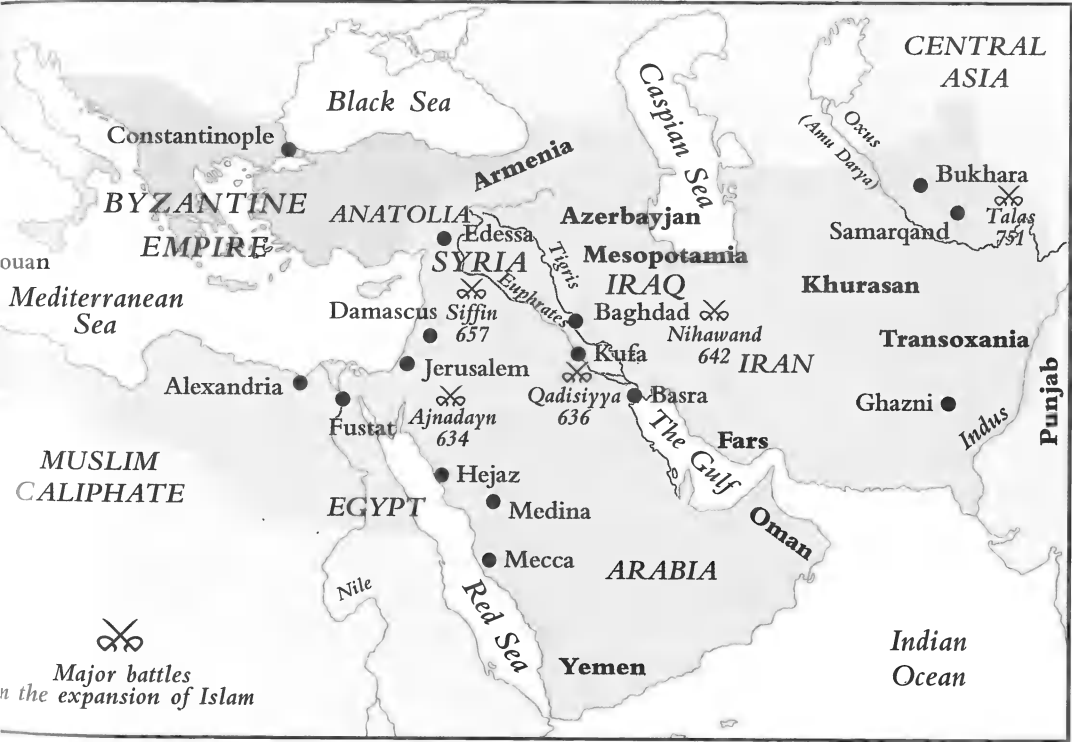 CENTRAL
ASIA
Black Sea
Caspian Sea
Constantinople
Oxus
(Amu Darya)
Armenia
Bukhara
BYZANTINE
EMPIRE
ANATOLIA
Azerbayjan
Talas
751
Samarqand
Edessa
SYRIA
Tigris
Mesopotamia
IRAQ
ouan
Mediterranean
Sea
Euphrates
Khurasan
Damascus
Siffin
657
Baghdad
Nihawand
642
IRAN
Transoxania
Kufa
Jerusalem
Alexandria
Qadisiyya
636
Basra
Ghazni
Punjab
Ajnadayn
634
Fustat
The Gulf
Fars
Indus
MUSLIM
CALIPHATE
Hejaz
EGYPT
Medina
Oman
Mecca
ARABIA
Nile
Red Sea
Indian
Ocean
Yemen
Major battles
n the expansion of Islam